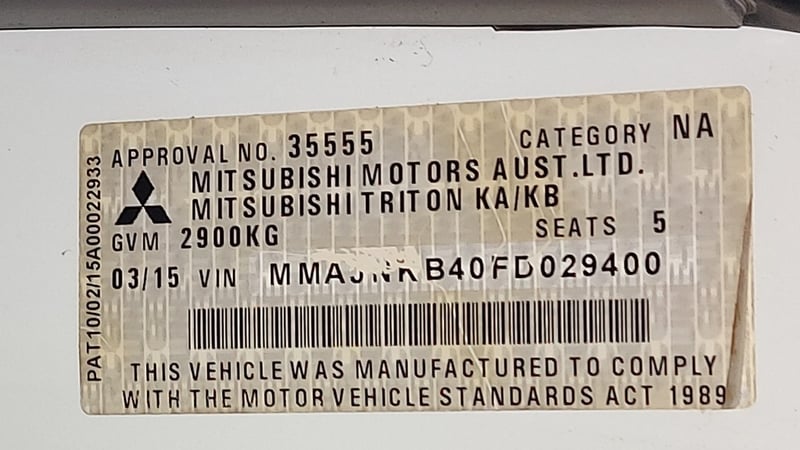 APPROVAL NO. 35555 CATEGORY NA
MITSUBISHI MOTORS AUST.LTD.
MITSUBISHI TRITON KA/KB
GVM 2900KG SEATS 5
03/15 VIN MMAJNKB40FD029400
THIS VEHICLE WAS MANUFACTURED TO COMPLY
WITH THE MOTOR VEHICLE STANDARDS ACT 1989
PAT10/02/15A00022933